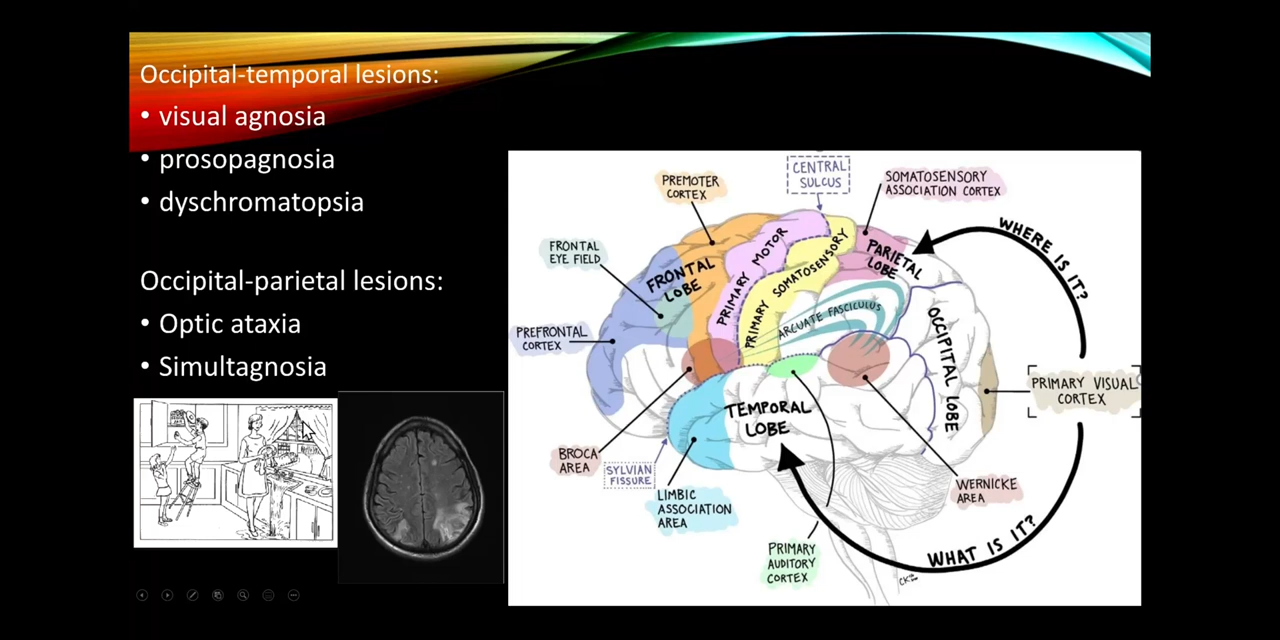 Occipital-temporal lesions:
• visual agnosia
• prosopagnosia
• dyschromatopsia
Occipital-parietal lesions:
• Optic ataxia
• Simultagnosia
CENTRAL
SULCUS
PREMOTER
CORTEX
SOMATOSENSORY
ASSOCIATION CORTEX
FRONTAL
EYE FIELD
FRONTAL
LOBE
PRIMARY MOTOR
PRIMARY SOMATOSENSORY
PARIETAL
LOBE
WHERE IS IT?
ARCUATE FASCICULUS
OCCIPITAL LOBE
PREFRONTAL
CORTEX
PRIMARY VISUAL
CORTEX
TEMPORAL
LOBE
BROCA
AREA
SYLVIAN
FISSURE
LIMBIC
ASSOCIATION
AREA
WERNICKE
AREA
PRIMARY
AUDITORY
CORTEX
WHAT IS IT?